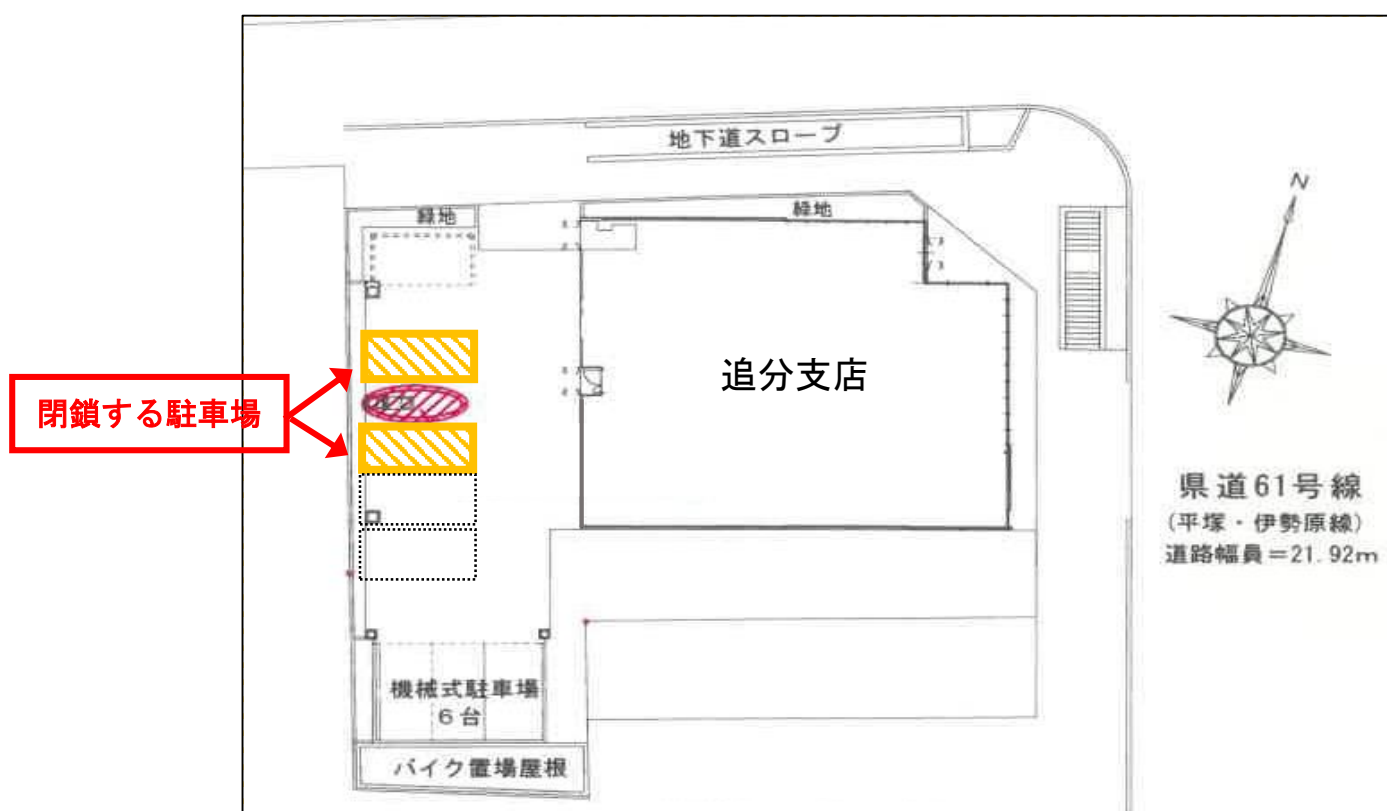 地下道スロープ
N
緑地
緑地
閉鎖する駐車場
追分支店
県道61号線
(平塚・伊勢原線)
道路幅員=21.92m
機械式駐車場
6台
バイク置場屋根